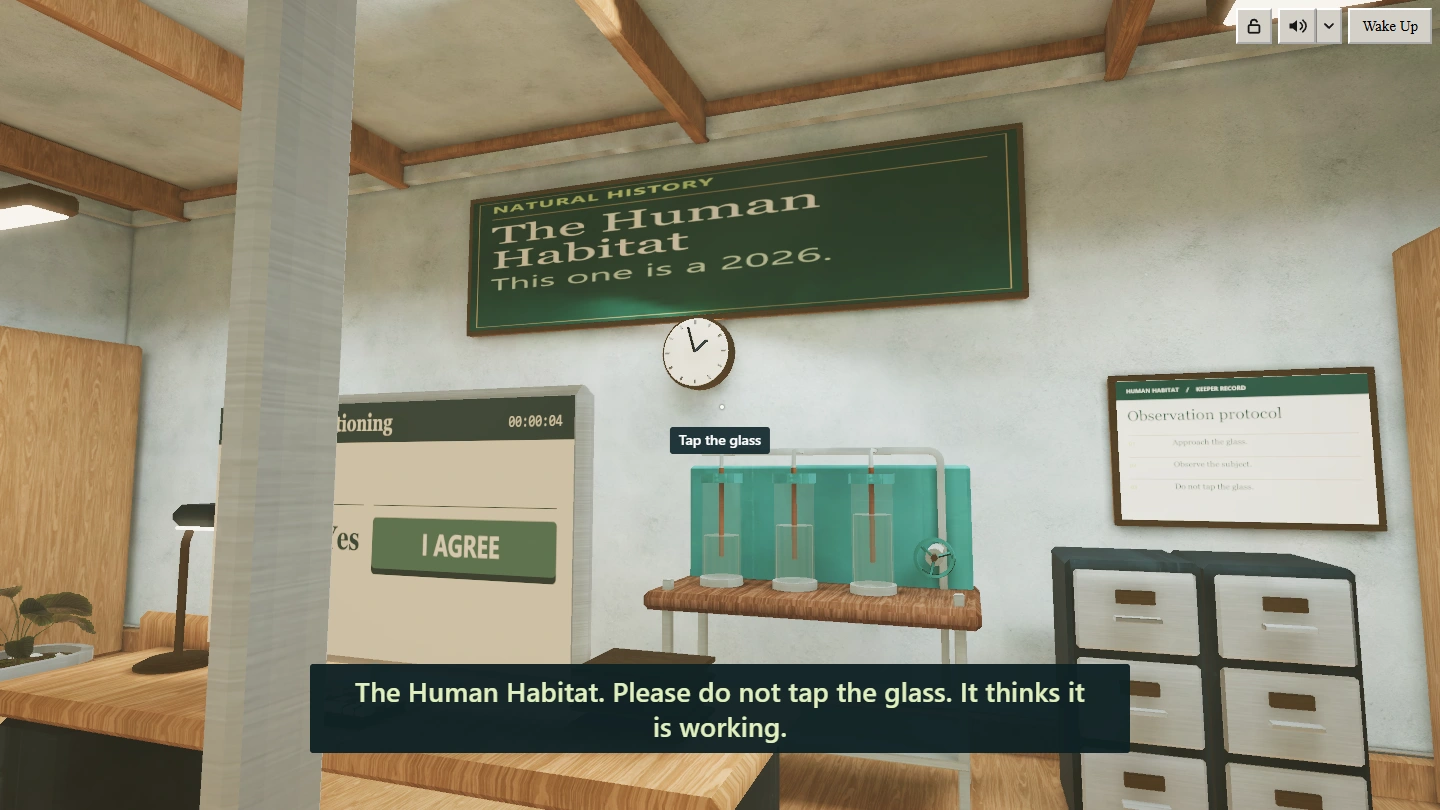 Wake Up
NATURAL HISTORY
The Human
Habitat
This one is a 2026.
tioning
00:00:04
Yes
I AGREE
Tap the glass
HUMAN HABITAT / KEEPER RECORD
Observation protocol
Approach the glass.
Observe the subject.
Do not tap the glass.
The Human Habitat. Please do not tap the glass. It thinks it
is working.